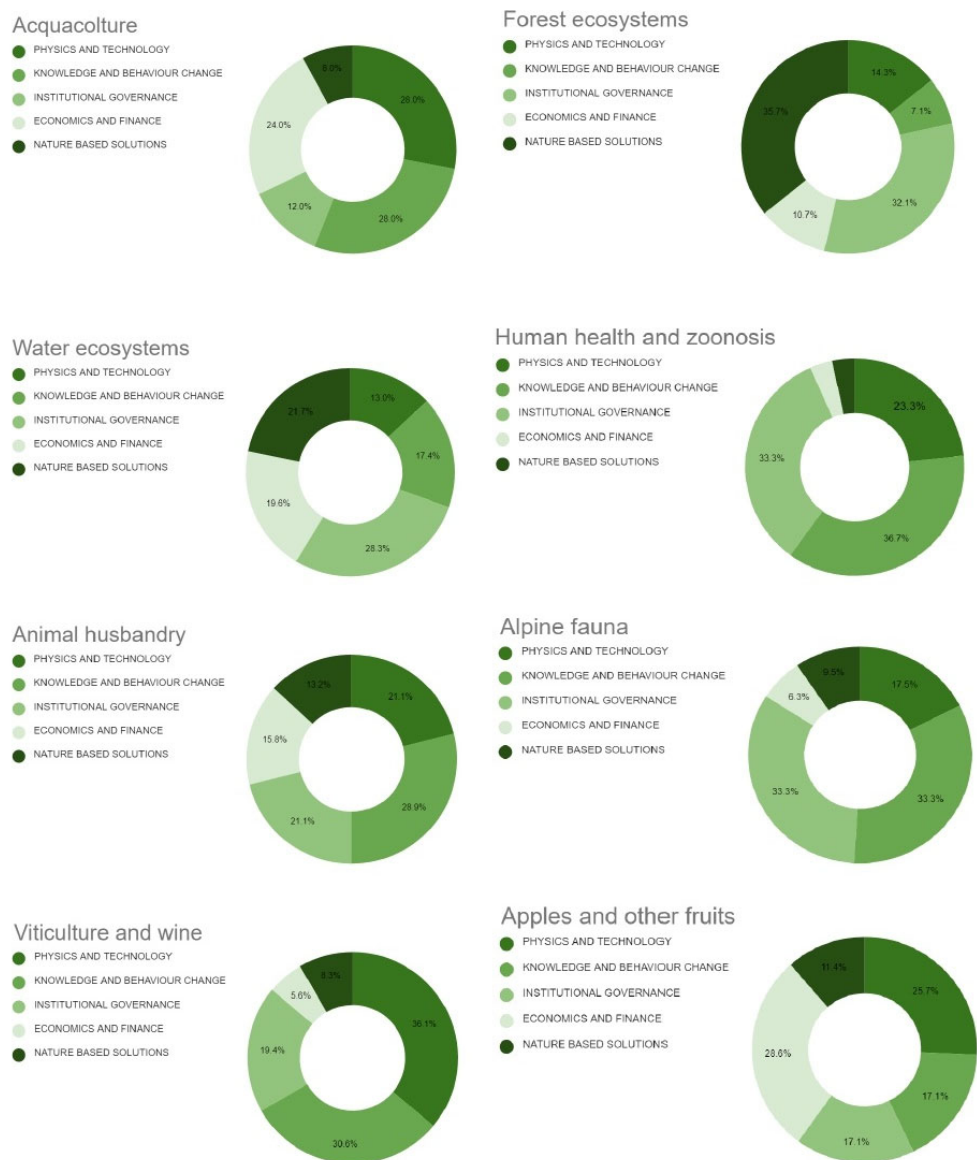 Acquacolture
PHYSICS AND TECHNOLOGY
KNOWLEDGE AND BEHAVIOUR CHANGE
INSTITUTIONAL GOVERNANCE
ECONOMICS AND FINANCE
NATURE BASED SOLUTIONS
8.0%
28.0%
24.0%
12.0%
28.0%
Forest ecosystems
PHYSICS AND TECHNOLOGY
KNOWLEDGE AND BEHAVIOUR CHANGE
INSTITUTIONAL GOVERNANCE
ECONOMICS AND FINANCE
NATURE BASED SOLUTIONS
14.3%
7.1%
35.7%
32.1%
10.7%
Water ecosystems
PHYSICS AND TECHNOLOGY
KNOWLEDGE AND BEHAVIOUR CHANGE
INSTITUTIONAL GOVERNANCE
ECONOMICS AND FINANCE
NATURE BASED SOLUTIONS
21.7%
13.0%
17.4%
19.6%
28.3%
Human health and zoonosis
PHYSICS AND TECHNOLOGY
KNOWLEDGE AND BEHAVIOUR CHANGE
INSTITUTIONAL GOVERNANCE
ECONOMICS AND FINANCE
NATURE BASED SOLUTIONS
23.3%
33.3%
36.7%
Animal husbandry
PHYSICS AND TECHNOLOGY
KNOWLEDGE AND BEHAVIOUR CHANGE
INSTITUTIONAL GOVERNANCE
ECONOMICS AND FINANCE
NATURE BASED SOLUTIONS
13.2%
21.1%
15.8%
28.9%
21.1%
Alpine fauna
PHYSICS AND TECHNOLOGY
KNOWLEDGE AND BEHAVIOUR CHANGE
INSTITUTIONAL GOVERNANCE
ECONOMICS AND FINANCE
NATURE BASED SOLUTIONS
9.5%
17.5%
6.3%
33.3%
33.3%
Viticulture and wine
PHYSICS AND TECHNOLOGY
KNOWLEDGE AND BEHAVIOUR CHANGE
INSTITUTIONAL GOVERNANCE
ECONOMICS AND FINANCE
NATURE BASED SOLUTIONS
8.3%
5.6%
36.1%
19.4%
30.6%
Apples and other fruits
PHYSICS AND TECHNOLOGY
KNOWLEDGE AND BEHAVIOUR CHANGE
INSTITUTIONAL GOVERNANCE
ECONOMICS AND FINANCE
NATURE BASED SOLUTIONS
11.4%
25.7%
28.6%
17.1%
17.1%